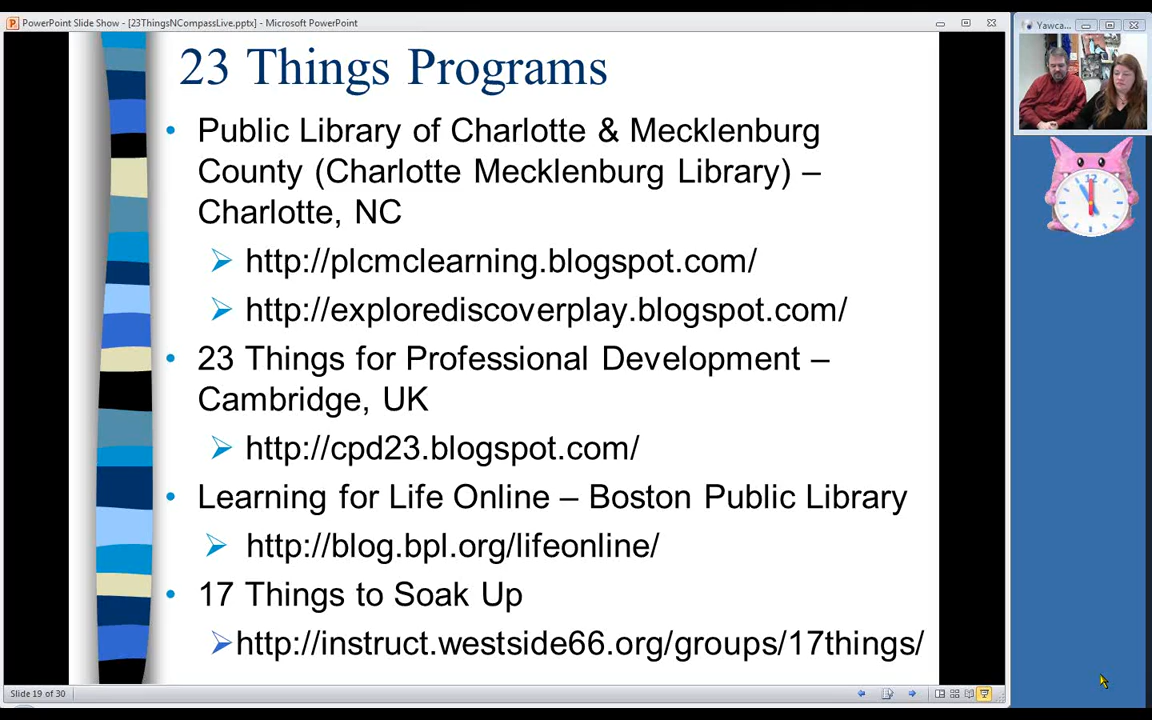 PowerPoint Slide Show - [23ThingsNCompassLive.pptx] - Microsoft PowerPoint
Yawca...
23 Things Programs
• Public Library of Charlotte & Mecklenburg
County (Charlotte Mecklenburg Library) –
Charlotte, NC
http://plcmclearning.blogspot.com/
http://explorediscoverplay.blogspot.com/
• 23 Things for Professional Development –
Cambridge, UK
http://cpd23.blogspot.com/
• Learning for Life Online – Boston Public Library
http://blog.bpl.org/lifeonline/
• 17 Things to Soak Up
http://instruct.westside66.org/groups/17things/
12
Slide 19 of 30